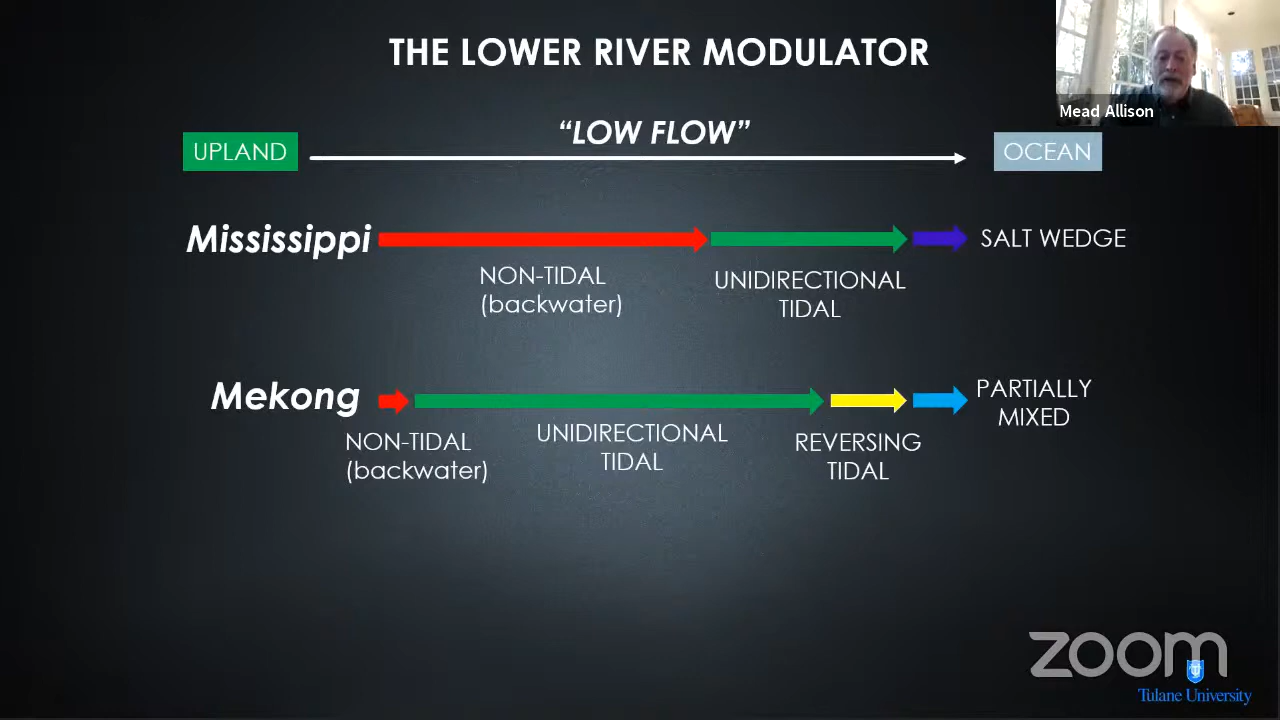 THE LOWER RIVER MODULATOR
Mead Allison
"LOW FLOW"
UPLAND
OCEAN
Mississippi
SALT WEDGE
NON-TIDAL
(backwater)
UNIDIRECTIONAL
TIDAL
Mekong
PARTIALLY
MIXED
NON-TIDAL
(backwater)
UNIDIRECTIONAL
TIDAL
REVERSING
TIDAL
zoom
Tulane University